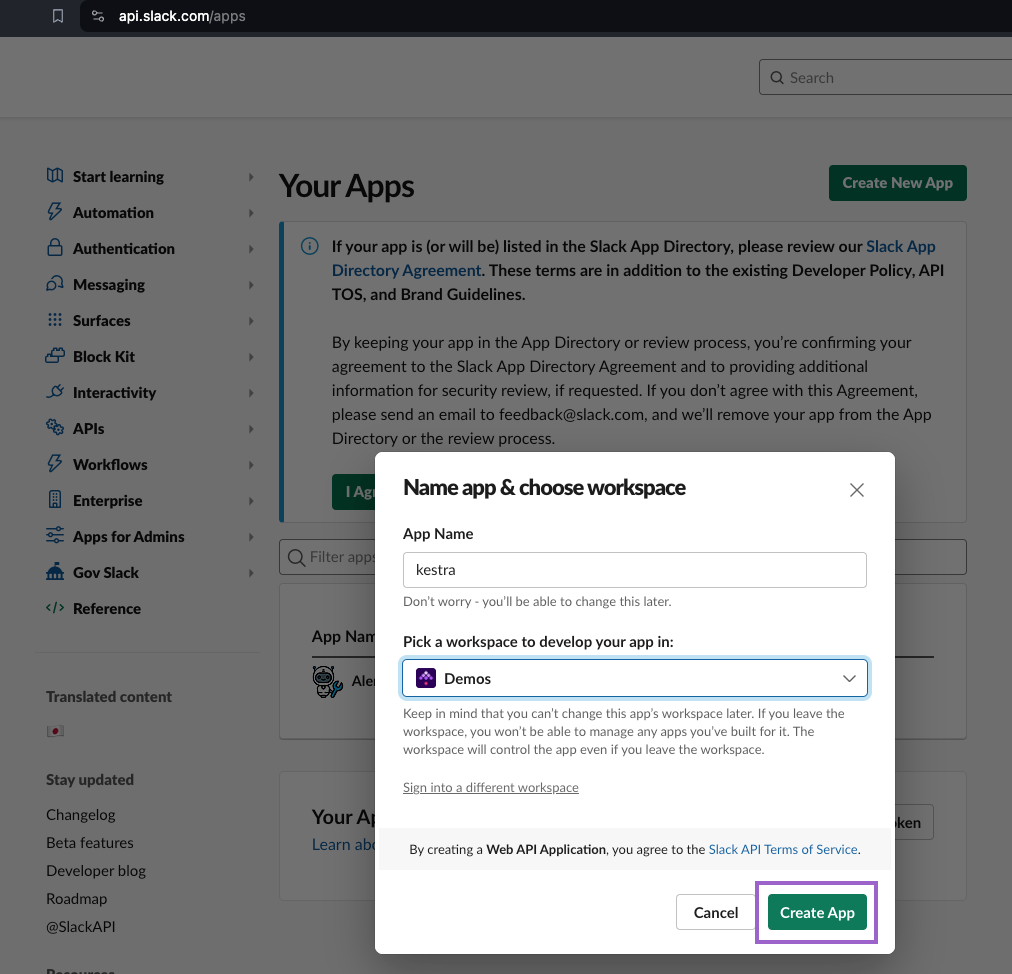 api.slack.com/apps
Search
Start learning
Automation
Authentication
Messaging
Surfaces
Block Kit
Interactivity
APIs
Workflows
Enterprise
Apps for Admins
Gov Slack
Reference
Translated content
Stay updated
Changelog
Beta features
Developer blog
Roadmap
@SlackAPI
Your Apps
Create New App
If your app is (or will be) listed in the Slack App Directory, please review our Slack App
Directory Agreement. These terms are in addition to the existing Developer Policy, API
TOS, and Brand Guidelines.
By keeping your app in the App Directory or review process, you're confirming your
agreement to the Slack App Directory Agreement and to providing additional
information for security review, if requested. If you don't agree with this Agreement,
please send an email to feedback@slack.com, and we'll remove your app from the App
Directory or the review process.
I Agr
Filter apps
App Nam
Aler
Your Ap
Learn abo
oken
Name app & choose workspace
App Name
kestra
Don't worry - you'll be able to change this later.
Pick a workspace to develop your app in:
Demos
Keep in mind that you can't change this app's workspace later. If you leave the
workspace, you won't be able to manage any apps you've built for it. The
workspace will control the app even if you leave the workspace.
Sign into a different workspace
By creating a Web API Application, you agree to the Slack API Terms of Service.
Cancel
Create App